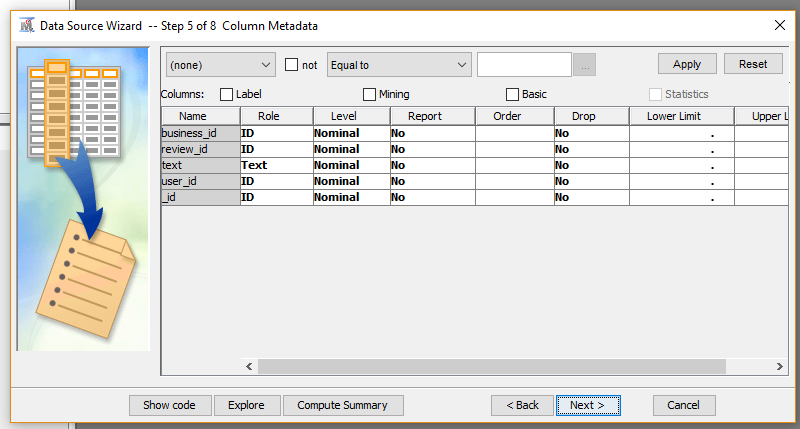 Data Source Wizard -- Step 5 of 8 Column Metadata
(none) not Equal to ... Apply Reset
Columns: Label Mining Basic Statistics
Name Role Level Report Order Drop Lower Limit Upper L
business_id ID Nominal No No .
review_id ID Nominal No No .
text Text Nominal No No .
user_id ID Nominal No No .
_id ID Nominal No No .
Show code Explore Compute Summary < Back Next > Cancel